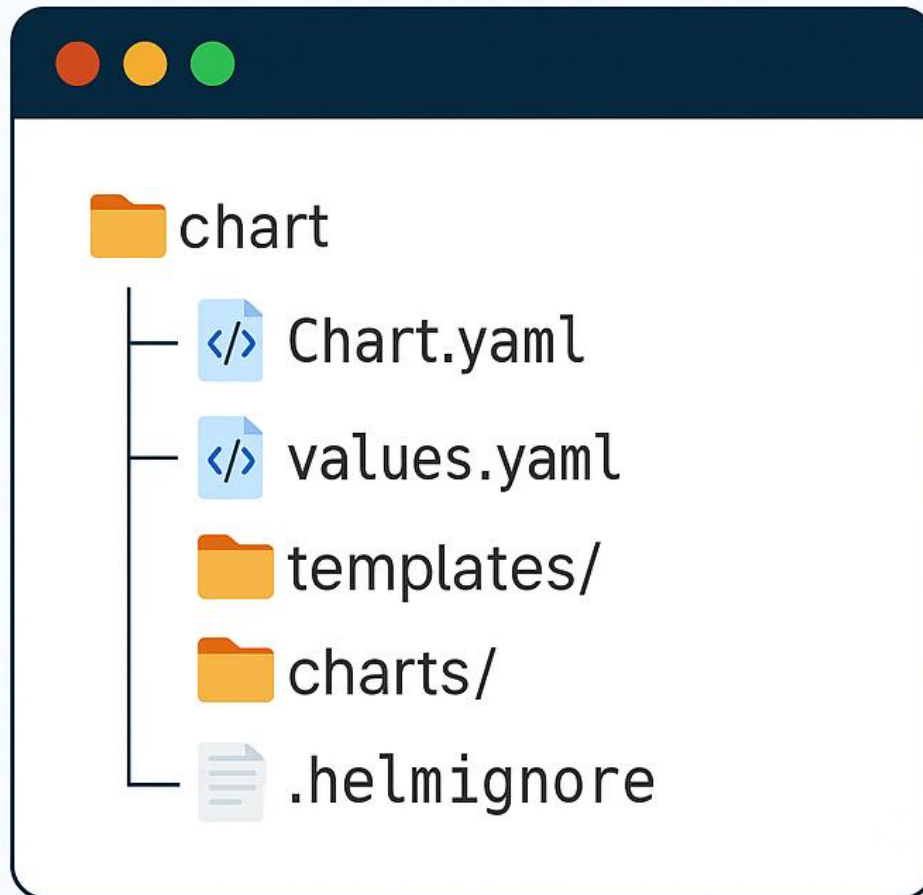 chart
Chart.yaml
values.yaml
templates/
charts/
.helmignore